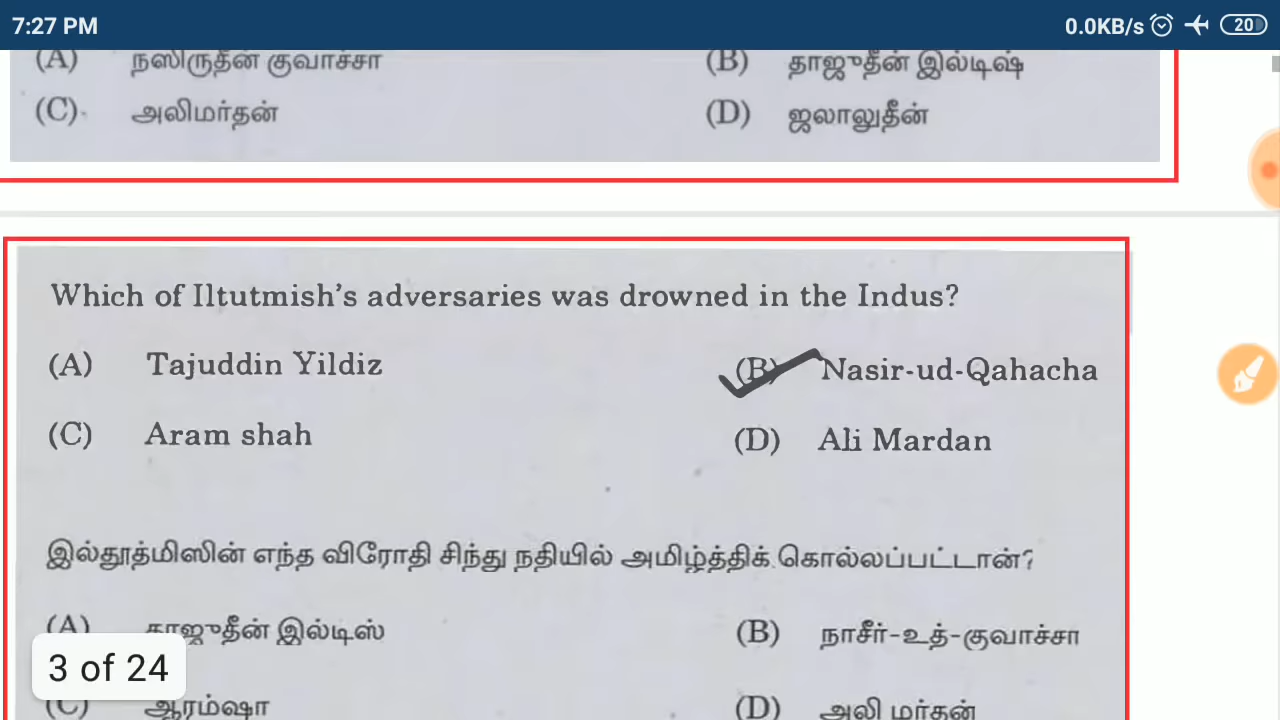 7:27 PM
0.0KB/s 20
(A) நஸிருதீன் குவாச்சா (B) தாஜுதீன் இல்டிஷ்
(C) அலிமர்தன் (D) ஜலாலுதீன்
Which of Iltutmish's adversaries was drowned in the Indus?
(A) Tajuddin Yildiz (B) Nasir-ud-Qahacha
(C) Aram shah (D) Ali Mardan
இல்தூத்மிஸின் எந்த விரோதி சிந்து நதியில் அமிழ்த்திக் கொல்லப்பட்டான்?
(A) தாஜுதீன் இல்டிஸ் (B) நாசீர்-உத்-குவாச்சா
3 of 24
(C) ஆரம்ஷா (D) அலி மர்தன்